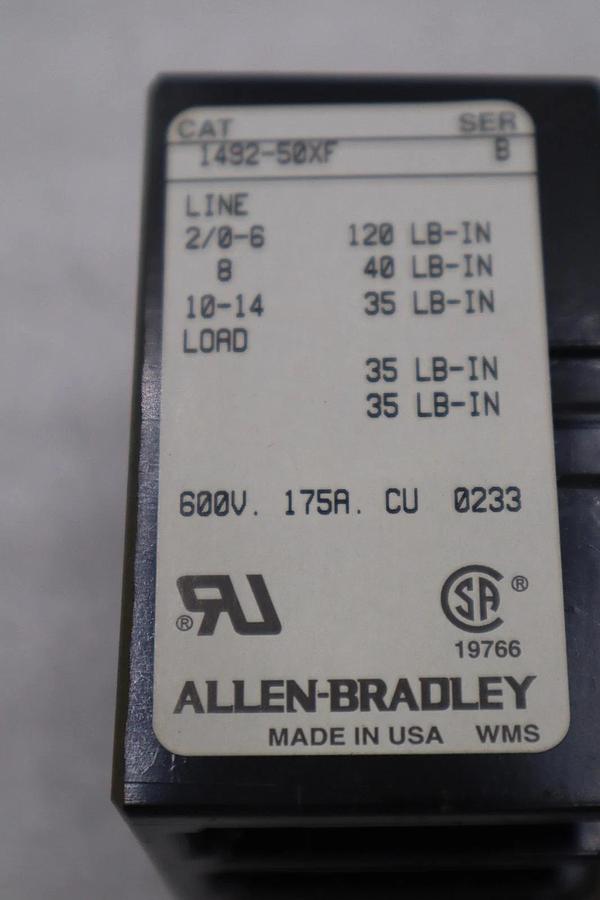 CAT SER
1492-50XF B
LINE
2/0-6 120 LB-IN
8 40 LB-IN
10-14 35 LB-IN
LOAD
35 LB-IN
35 LB-IN
600V. 175A. CU 0233
® RU SA ®
19766
ALLEN-BRADLEY
MADE IN USA WMS